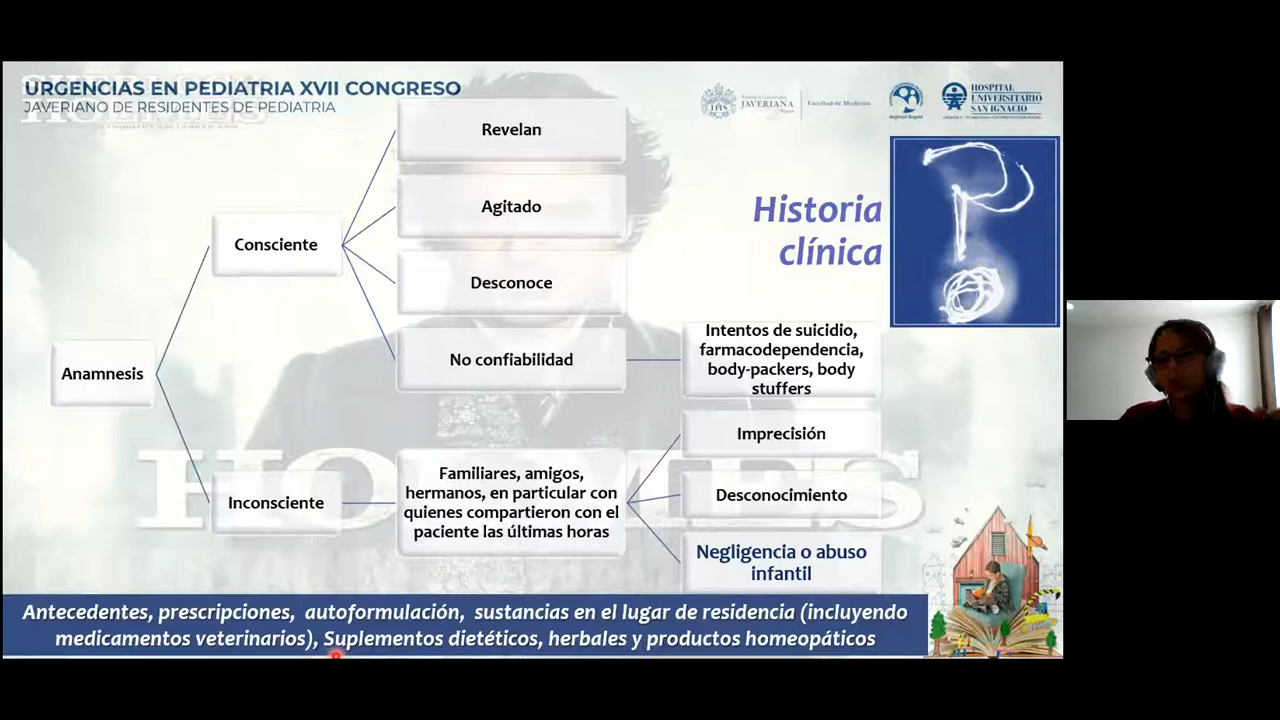 URGENCIAS EN PEDIATRIA XVII CONGRESO
JAVERIANO DE RESIDENTES DE PEDIATRIA
JAVERIANA
Facultad de Medicina
Regional Bogotá
HOSPITAL
UNIVERSITARIO
SAN IGNACIO
Historia
clínica
Anamnesis
Consciente
Revelan
Agitado
Desconoce
No confiabilidad
Intentos de suicidio,
farmacodependencia,
body-packers, body
stuffers
Inconsciente
Familiares, amigos,
hermanos, en particular con
quienes compartieron con el
paciente las últimas horas
Imprecisión
Desconocimiento
Negligencia o abuso
infantil
HOLMES
Antecedentes, prescripciones, autoformulación, sustancias en el lugar de residencia (incluyendo
medicamentos veterinarios), Suplementos dietéticos, herbales y productos homeopáticos